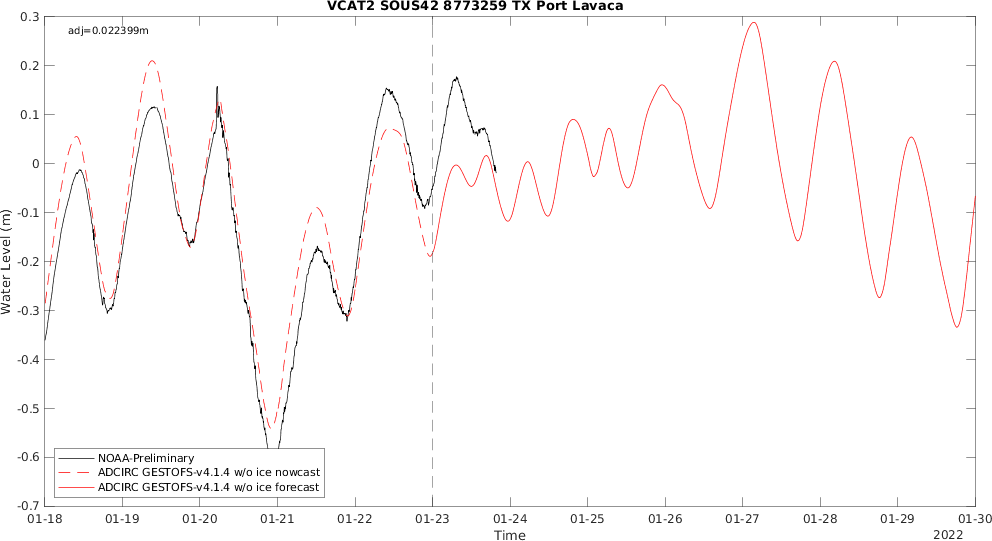 VCAT2 SOUS42 8773259 TX Port Lavaca
adj=0.022399m
0.3
0.2
0.1
0
-0.1
-0.2
-0.3
-0.4
-0.5
-0.6
-0.7
Water Level (m)
NOAA-Preliminary
ADCIRC GESTOFS-v4.1.4 w/o ice nowcast
ADCIRC GESTOFS-v4.1.4 w/o ice forecast
01-18 01-19 01-20 01-21 01-22 01-23 01-24 01-25 01-26 01-27 01-28 01-29 01-30
Time
2022